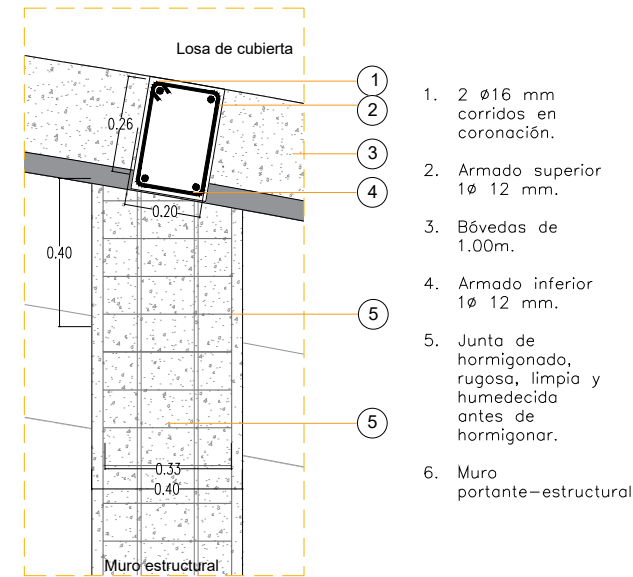 Losa de cubierta
1
2
3
4
5
5
0.26
0.20
0.40
0.33
0.40
Muro estructural
1. 2 ø16 mm
corridos en
coronación.
2. Armado superior
1ø 12 mm.
3. Bóvedas de
1.00m.
4. Armado inferior
1ø 12 mm.
5. Junta de
hormigonado,
rugosa, limpia y
humedecida
antes de
hormigonar.
6. Muro
portante-estructural